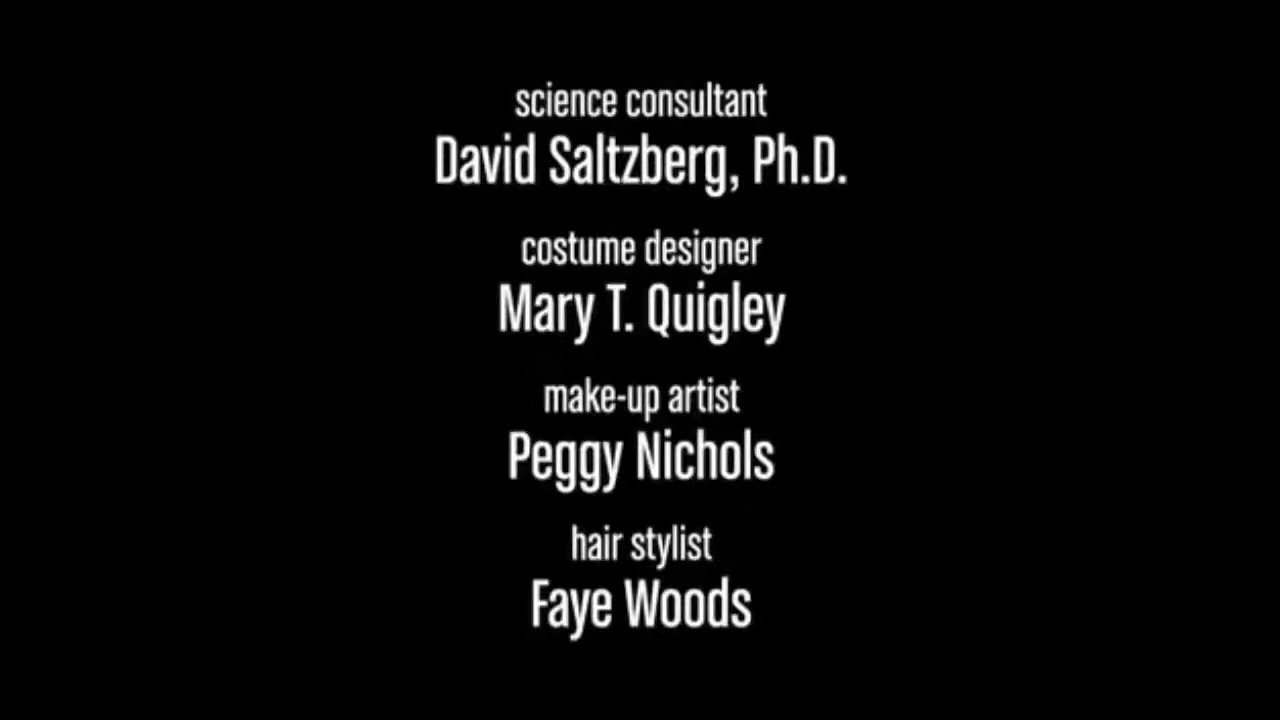 science consultant
David Saltzberg, Ph.D.
costume designer
Mary T. Quigley
make-up artist
Peggy Nichols
hair stylist
Faye Woods